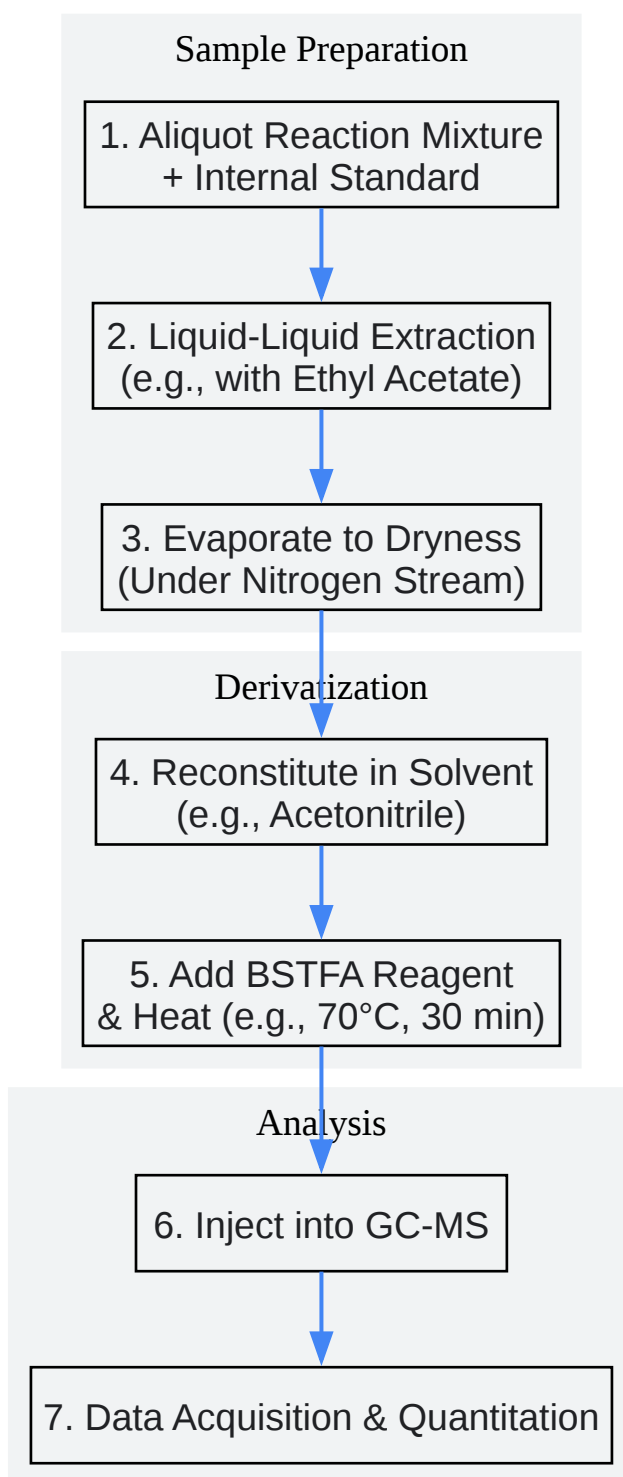 Sample Preparation
1. Aliquot Reaction Mixture
+ Internal Standard
2. Liquid-Liquid Extraction
(e.g., with Ethyl Acetate)
3. Evaporate to Dryness
(Under Nitrogen Stream)
Derivatization
4. Reconstitute in Solvent
(e.g., Acetonitrile)
5. Add BSTFA Reagent
& Heat (e.g., 70°C, 30 min)
Analysis
6. Inject into GC-MS
7. Data Acquisition & Quantitation